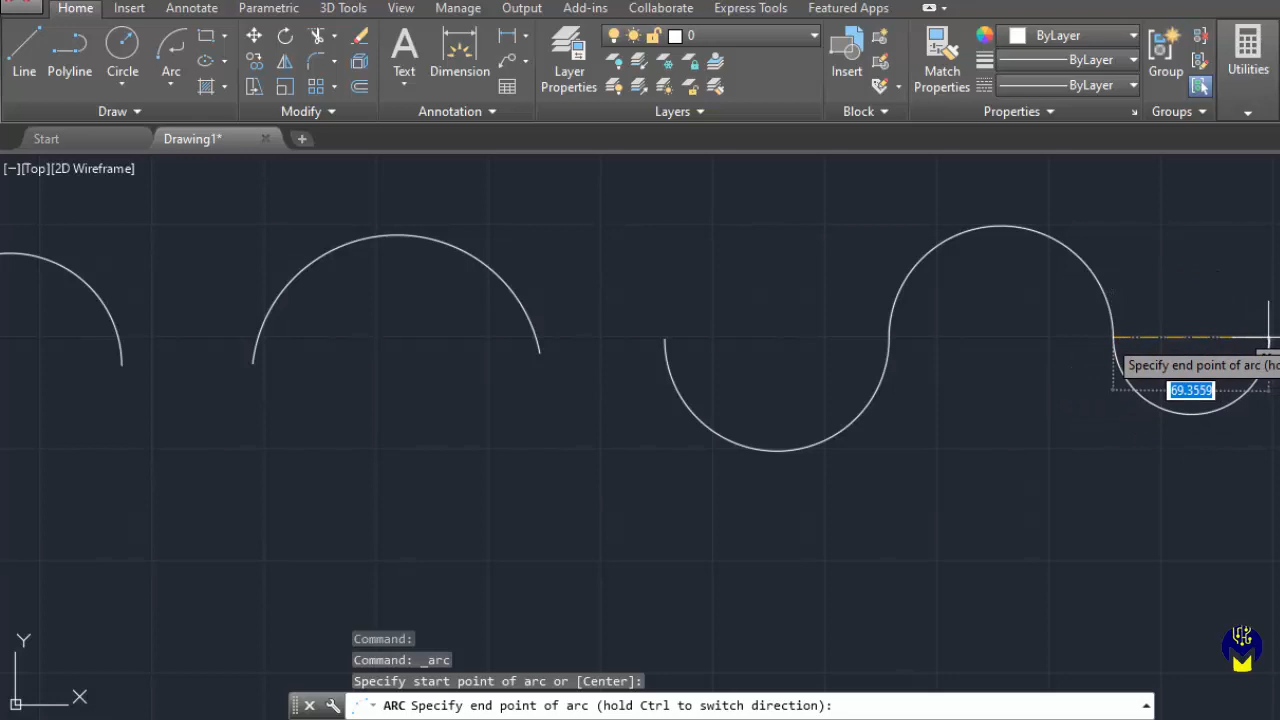 Home Insert Annotate Parametric 3D Tools View Manage Output Add-ins Collaborate Express Tools Featured Apps
Line Polyline Circle Arc
Text Dimension
Layer Properties
0
Insert
Match Properties
ByLayer
ByLayer
ByLayer
Group
Utilities
Draw Modify Annotation Layers Block Properties Groups
Start Drawing1*
[−][Top][2D Wireframe]
Specify end point of arc (ho
69.3559
Y
X
Command:
Command: _arc
Specify start point of arc or [Center]:
ARC Specify end point of arc (hold Ctrl to switch direction):